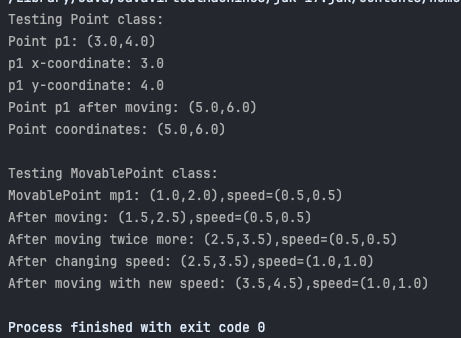 Testing Point class:
Point p1: (3.0,4.0)
p1 x-coordinate: 3.0
p1 y-coordinate: 4.0
Point p1 after moving: (5.0,6.0)
Point coordinates: (5.0,6.0)
Testing MovablePoint class:
MovablePoint mp1: (1.0,2.0),speed=(0.5,0.5)
After moving: (1.5,2.5),speed=(0.5,0.5)
After moving twice more: (2.5,3.5),speed=(0.5,0.5)
After changing speed: (2.5,3.5),speed=(1.0,1.0)
After moving with new speed: (3.5,4.5),speed=(1.0,1.0)
Process finished with exit code 0